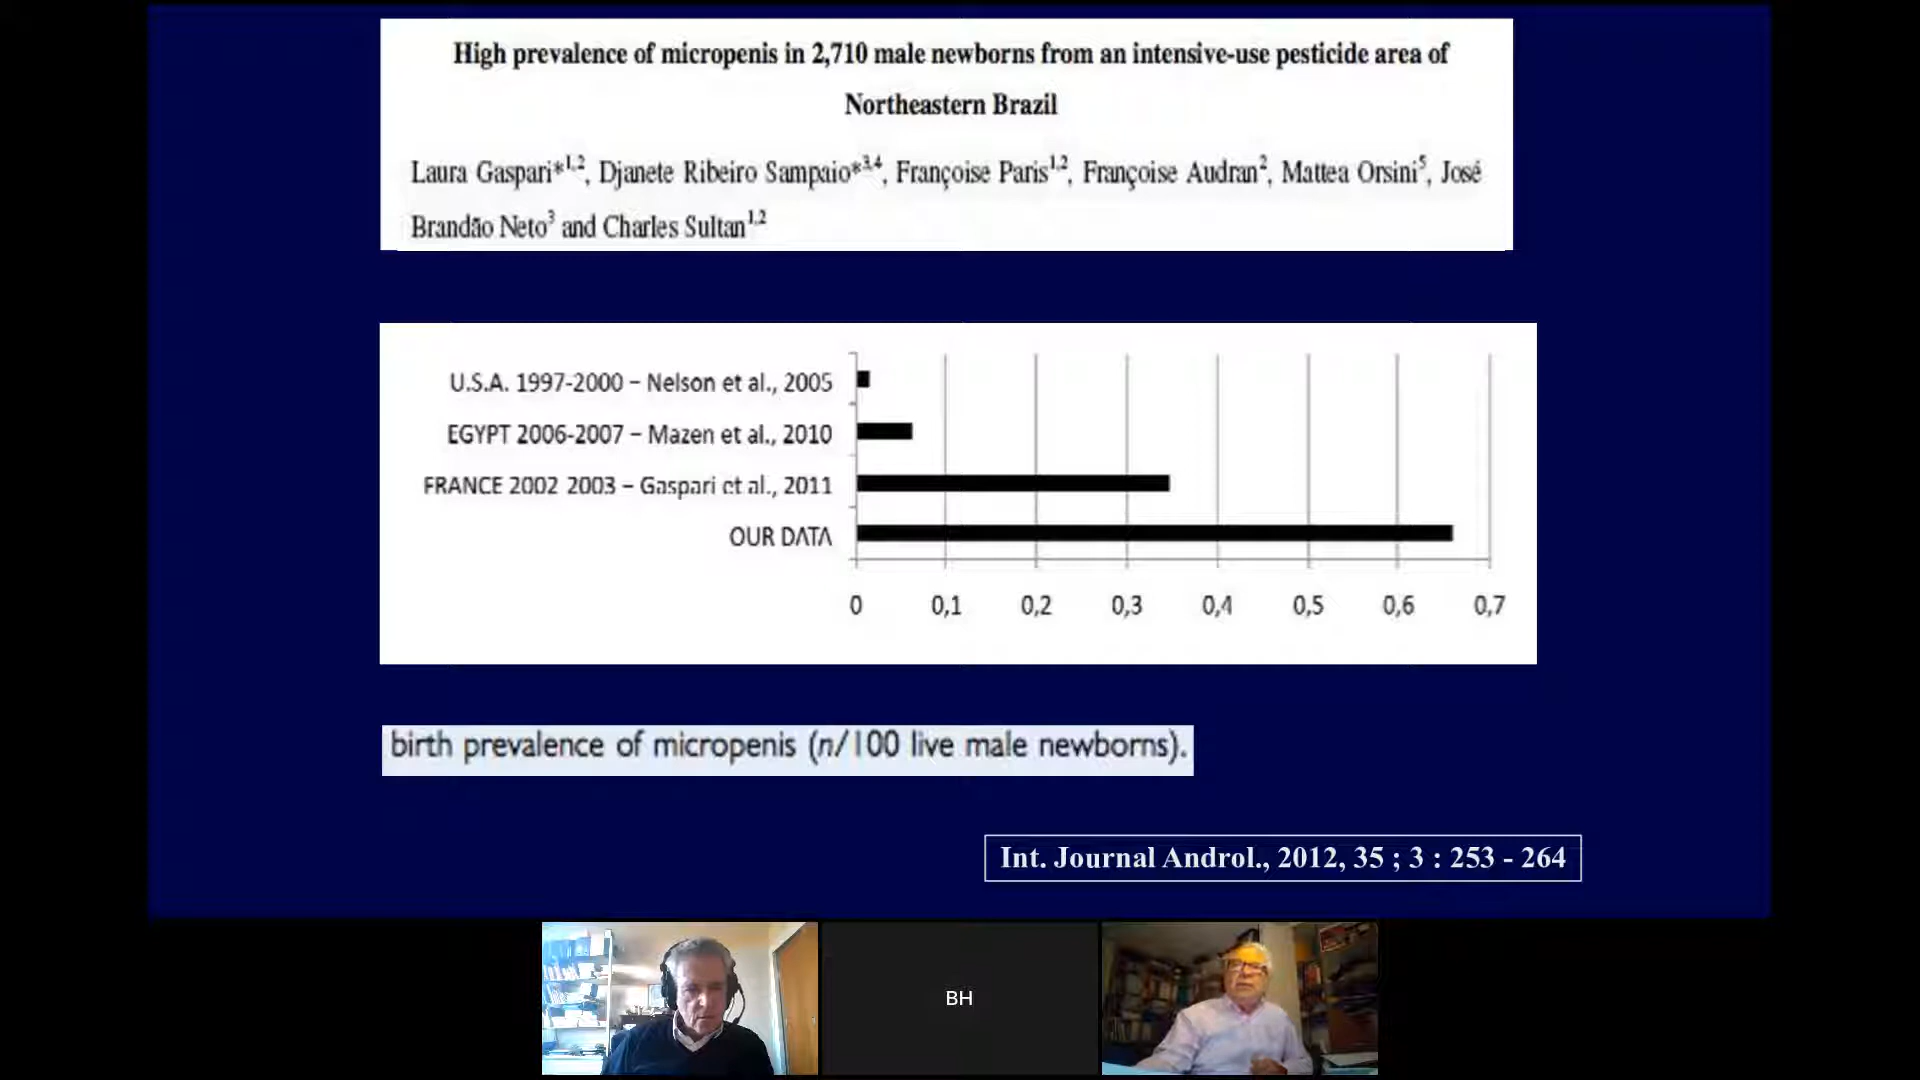 High prevalence of micropenis in 2,710 male newborns from an intensive-use pesticide area of
Northeastern Brazil
Laura Gaspari*1,2, Djanete Ribeiro Sampaio*3,4, Françoise Paris1,2, Françoise Audran2, Mattea Orsini5, José
Brandão Neto3 and Charles Sultan1,2
U.S.A. 1997-2000 – Nelson et al., 2005
EGYPT 2006-2007 – Mazen et al., 2010
FRANCE 2002 2003 – Gaspari et al., 2011
OUR DATA
0 0,1 0,2 0,3 0,4 0,5 0,6 0,7
birth prevalence of micropenis (n/100 live male newborns).
Int. Journal Androl., 2012, 35 ; 3 : 253 - 264
BH